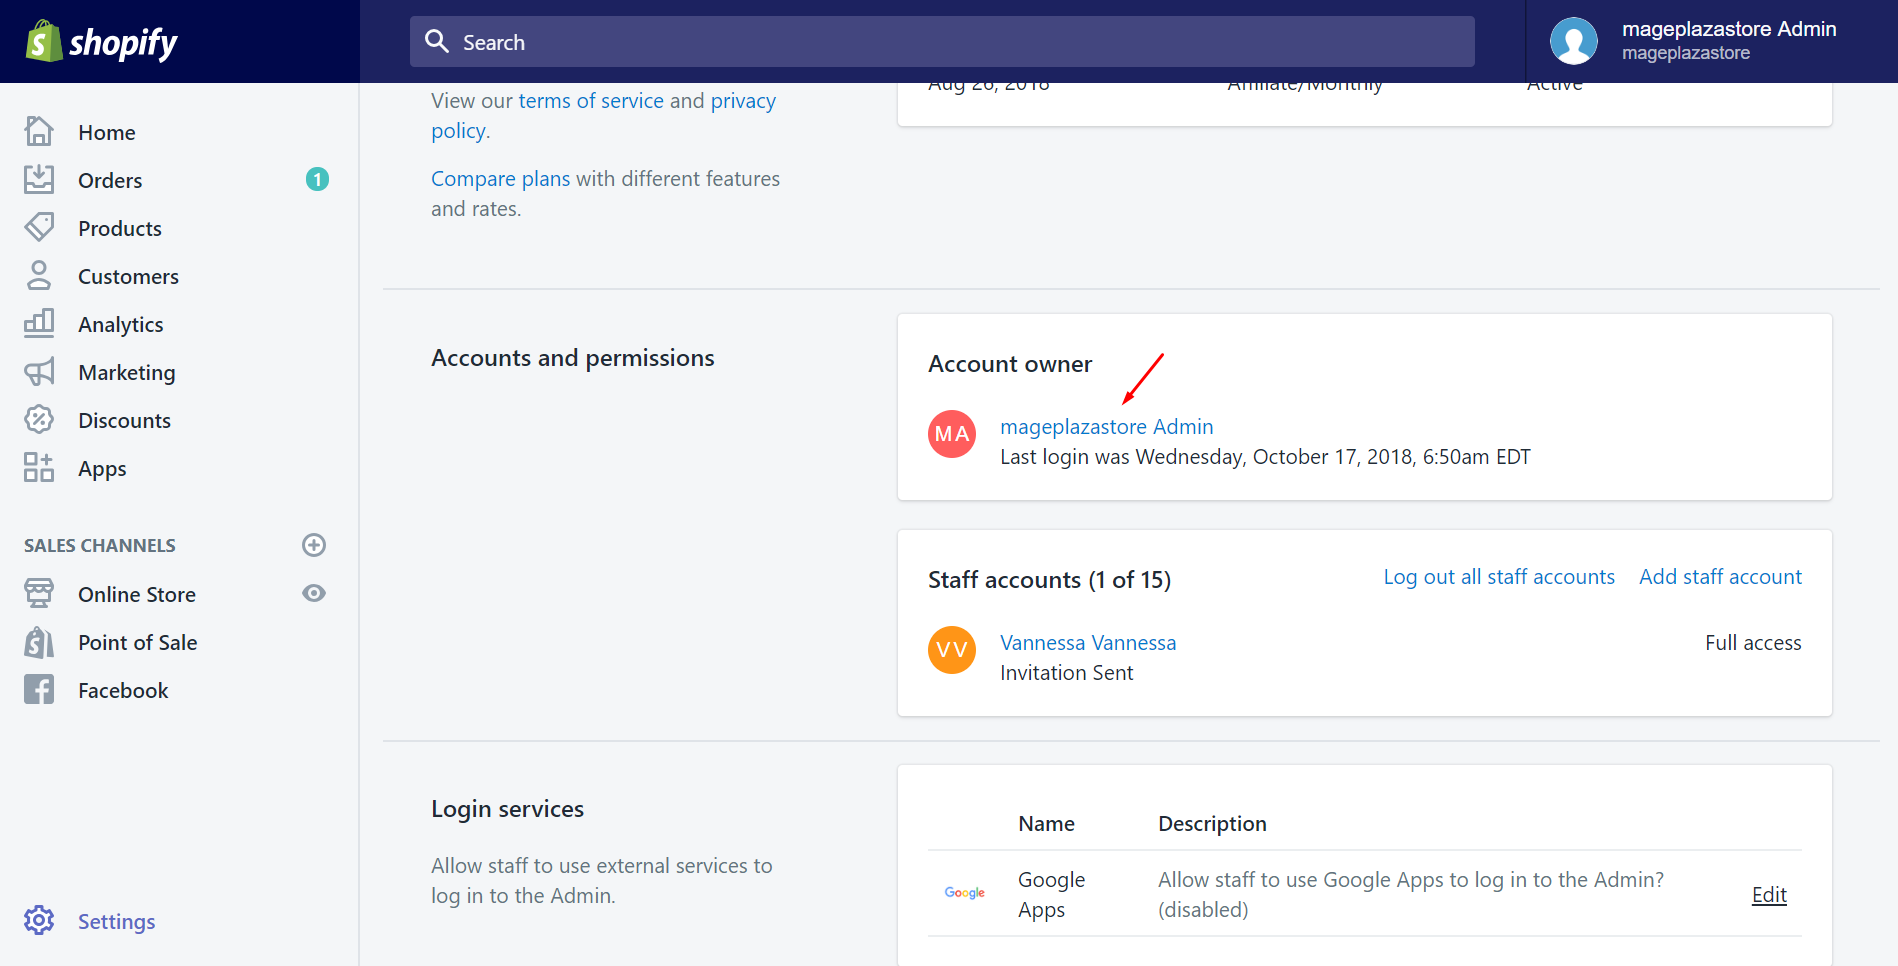 shopify
Search
mageplazastore Admin
mageplazastore
Home
Orders
1
Products
Customers
Analytics
Marketing
Discounts
Apps
SALES CHANNELS
Online Store
Point of Sale
Facebook
Settings
View our terms of service and privacy
policy.
Compare plans with different features
and rates.
Aug 26, 2018
Affiliate/Monthly
Active
Accounts and permissions
Account owner
MA
mageplazastore Admin
Last login was Wednesday, October 17, 2018, 6:50am EDT
Staff accounts (1 of 15)
Log out all staff accounts
Add staff account
VV
Vannessa Vannessa
Full access
Invitation Sent
Login services
Allow staff to use external services to
log in to the Admin.
Name
Description
Google
Google
Apps
Allow staff to use Google Apps to log in to the Admin?
(disabled)
Edit